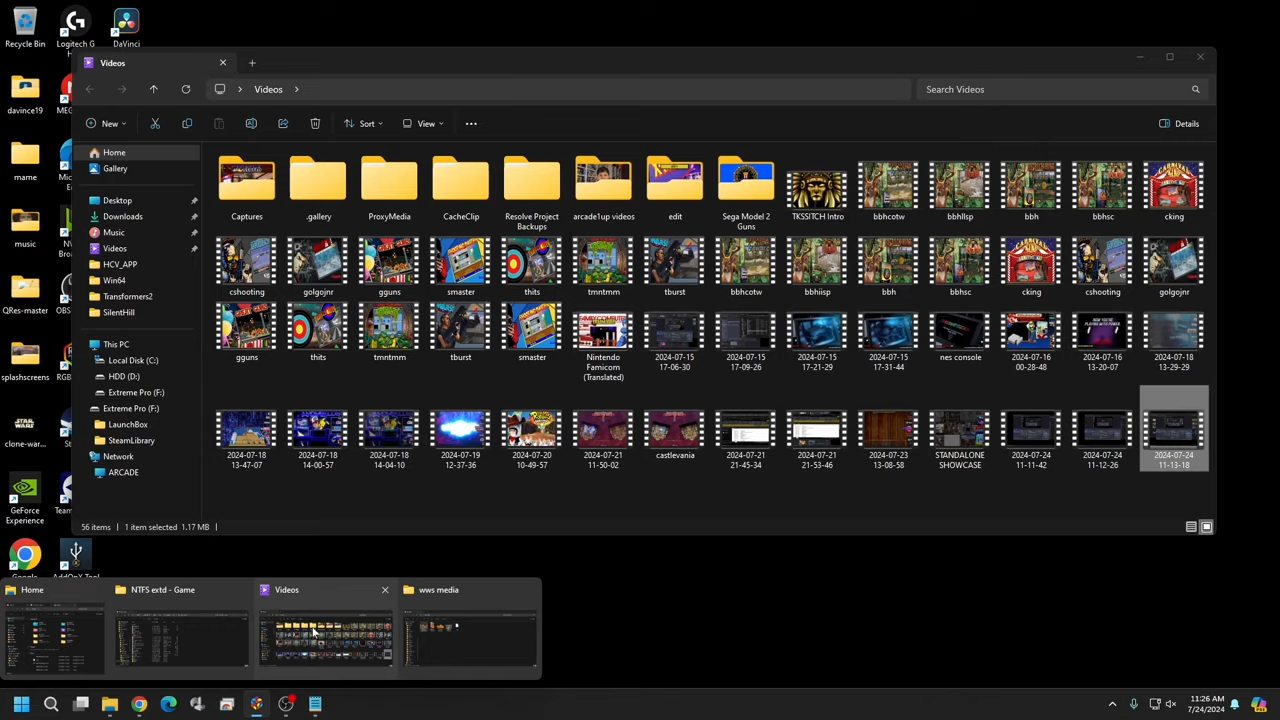 Recycle Bin
Logitech G
DaVinci
Videos
Videos
Search Videos
New
Sort
View
Details
davince19
mame
music
QRes-master
splashscreens
clone-war...
GeForce
Experience
Home
Gallery
Desktop
Downloads
Music
Videos
HCV_APP
Win64
Transformers2
SilentHill
This PC
Local Disk (C:)
HDD (D:)
Extreme Pro (F:)
Extreme Pro (F:)
LaunchBox
SteamLibrary
Network
ARCADE
Captures
.gallery
ProxyMedia
CacheClip
Resolve Project
Backups
arcade1up videos
edit
Sega Model 2
Guns
TKSSITCH Intro
bbhcotw
bbhllsp
bbh
bbhsc
cking
cshooting
golgojnr
gguns
smaster
thits
tmntmm
tburst
bbhcotw
bbhiisp
bbh
bbhsc
cking
cshooting
golgojnr
gguns
thits
tmntmm
tburst
smaster
Nintendo
Famicom
(Translated)
2024-07-15
17-06-30
2024-07-15
17-09-26
2024-07-15
17-21-29
2024-07-15
17-31-44
nes console
2024-07-16
00-28-48
2024-07-16
13-20-07
2024-07-18
13-29-29
2024-07-18
13-47-07
2024-07-18
14-00-57
2024-07-18
14-04-10
2024-07-19
12-37-36
2024-07-20
10-49-57
2024-07-21
11-50-02
castlevania
2024-07-21
21-45-34
2024-07-21
21-53-46
2024-07-23
13-08-58
STANDALONE
SHOWCASE
2024-07-24
11-11-42
2024-07-24
11-12-26
2024-07-24
11-13-18
56 items
1 item selected 1.17 MB
Home
NTFS extd - Game
Videos
wws media
11:26 AM
7/24/2024